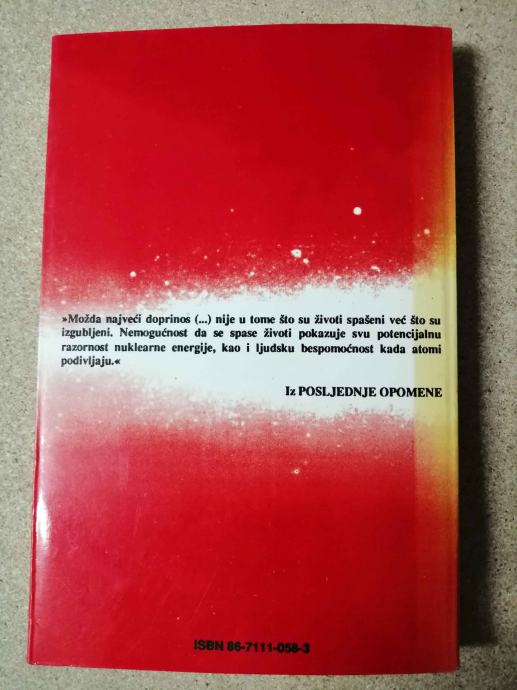 »Možda najveći doprinos (...) nije u tome što su životi spašeni već što su
izgubljeni. Nemogućnost da se spase životi pokazuje svu potencijalnu
razornost nuklearne energije, kao i ljudsku bespomoćnost kada atomi
podivljaju.«
Iz POSLJEDNJE OPOMENE
ISBN 86-7111-058-3